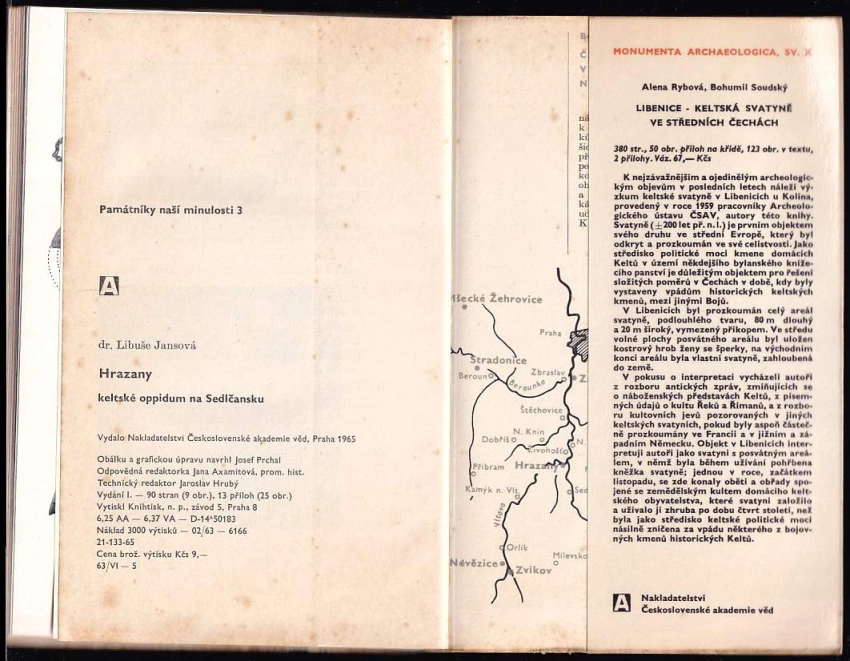 Památníky naší minulosti 3
A
dr. Libuše Jansová
Hrazany
keltské oppidum na Sedlčansku
Vydalo Nakladatelství Československé akademie věd, Praha 1965
Obálku a grafickou úpravu navrhl Josef Prchal
Odpovědná redaktorka Jana Axamitová, prom. hist.
Technický redaktor Jaroslav Hrubý
Vydání I. — 90 stran (9 obr.), 13 příloh (25 obr.)
Vytiskl Knihtisk, n. p., závod 5, Praha 8
6,25 AA — 6,37 VA — D-14*50183
Náklad 3000 výtisků — 02/63 — 6166
21-133-65
Cena brož. výtisku Kčs 9,—
63/VI — 5
Mšecké Žehrovice
Praha
Stradonice
Beroun
Berounka
Zbraslav
Z
Štěchovice
N. Knín
Dobříš
Živohošť
N.
Příbram
Hrazany
Kamýk n. Vlt.
Sed
Vltava
Orlík
Milevsko
Nevězice
Zvíkov
MONUMENTA ARCHAEOLOGICA, SV. X
Alena Rybová, Bohumil Soudský
LIBENICE - KELTSKÁ SVATYNĚ
VE STŘEDNÍCH ČECHÁCH
380 str., 50 obr. příloh na křídě, 123 obr. v textu,
2 přílohy. Váz. 67,— Kčs
K nejzávažnějším a ojedinělým archeologic-
kým objevům v posledních letech náleží vý-
zkum keltské svatyně v Libenicích u Kolína,
provedený v roce 1959 pracovníky Archeolo-
gického ústavu ČSAV, autory této knihy.
Svatyně (±200 let př. n. l.) je prvním objektem
svého druhu ve střední Evropě, který byl
odkryt a prozkoumán ve své celistvosti. Jako
středisko politické moci kmene domácích
Keltů v území někdejšího bylanského kníže-
cího panství je důležitým objektem pro řešení
složitých poměrů v Čechách v době, kdy byly
vystaveny vpádům historických keltských
kmenů, mezi jinými Bojů.
V Libenicích byl prozkoumán celý areál
svatyně, podlouhlého tvaru, 80 m dlouhý
a 20 m široký, vymezený příkopem. Ve středu
volné plochy posvátného areálu byl uložen
kostrový hrob ženy se šperky, na východním
konci areálu byla vlastní svatyně, zahloubená
do země.
V pokusu o interpretaci vycházeli autoři
z rozboru antických zpráv, zmiňujících se
o náboženských představách Keltů, z písem-
ných údajů o kultu Řeků a Římanů, a z rozbo-
ru kultovních jevů pozorovaných v jiných
keltských svatyních, pokud byly aspoň částeč-
ně prozkoumány ve Francii a v jižním a zá-
padním Německu. Objekt v Libenicích inter-
pretují autoři jako svatyni s posvátným areá-
lem, v němž byla během užívání pohřbena
kněžka svatyně; jednou v roce, začátkem
listopadu, se zde konaly oběti a obřady spo-
jené se zemědělským kultem domácího kelt-
ského obyvatelstva, které svatyni založilo
a užívalo ji zhruba po dobu čtvrt století, než
byla jako středisko keltské politické moci
násilně zničena za vpádu některého z bojov-
ných kmenů historických Keltů.
A
Nakladatelství
Československé akademie věd